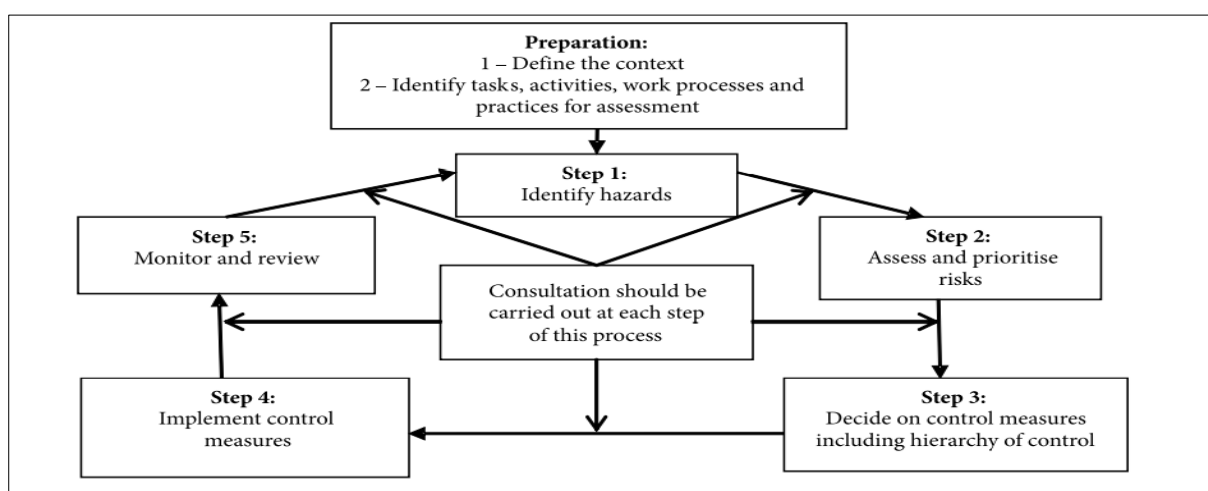 Preparation:
1 – Define the context
2 – Identify tasks, activities, work processes and
practices for assessment
Step 1:
Identify hazards
Step 5:
Monitor and review
Step 2:
Assess and prioritise
risks
Consultation should be
carried out at each step
of this process
Step 4:
Implement control
measures
Step 3:
Decide on control measures
including hierarchy of control